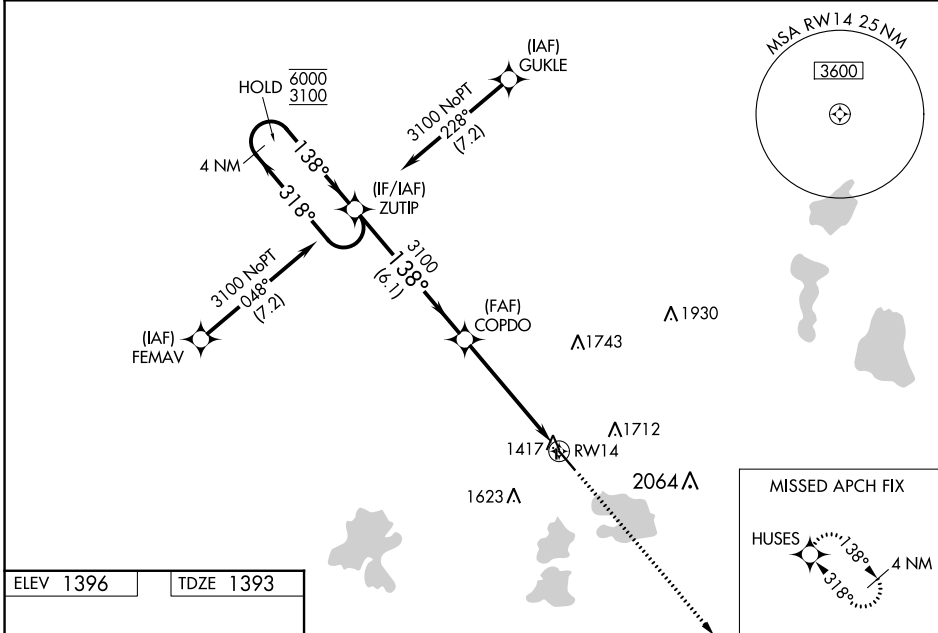 MSA RW14 25 NM
3600
(IAF)
GUKLE
3100 NoPT
228°
(7.2)
HOLD
6000
3100
4 NM
138°
318°
(IF/IAF)
ZUTIP
3100
138°
(6.1)
3100 NoPT
048°
(7.2)
(IAF)
FEMAV
(FAF)
COPDO
1930
1743
1712
1417
RW14
2064
1623
MISSED APCH FIX
HUSES
138°
318°
4 NM
ELEV 1396
TDZE 1393